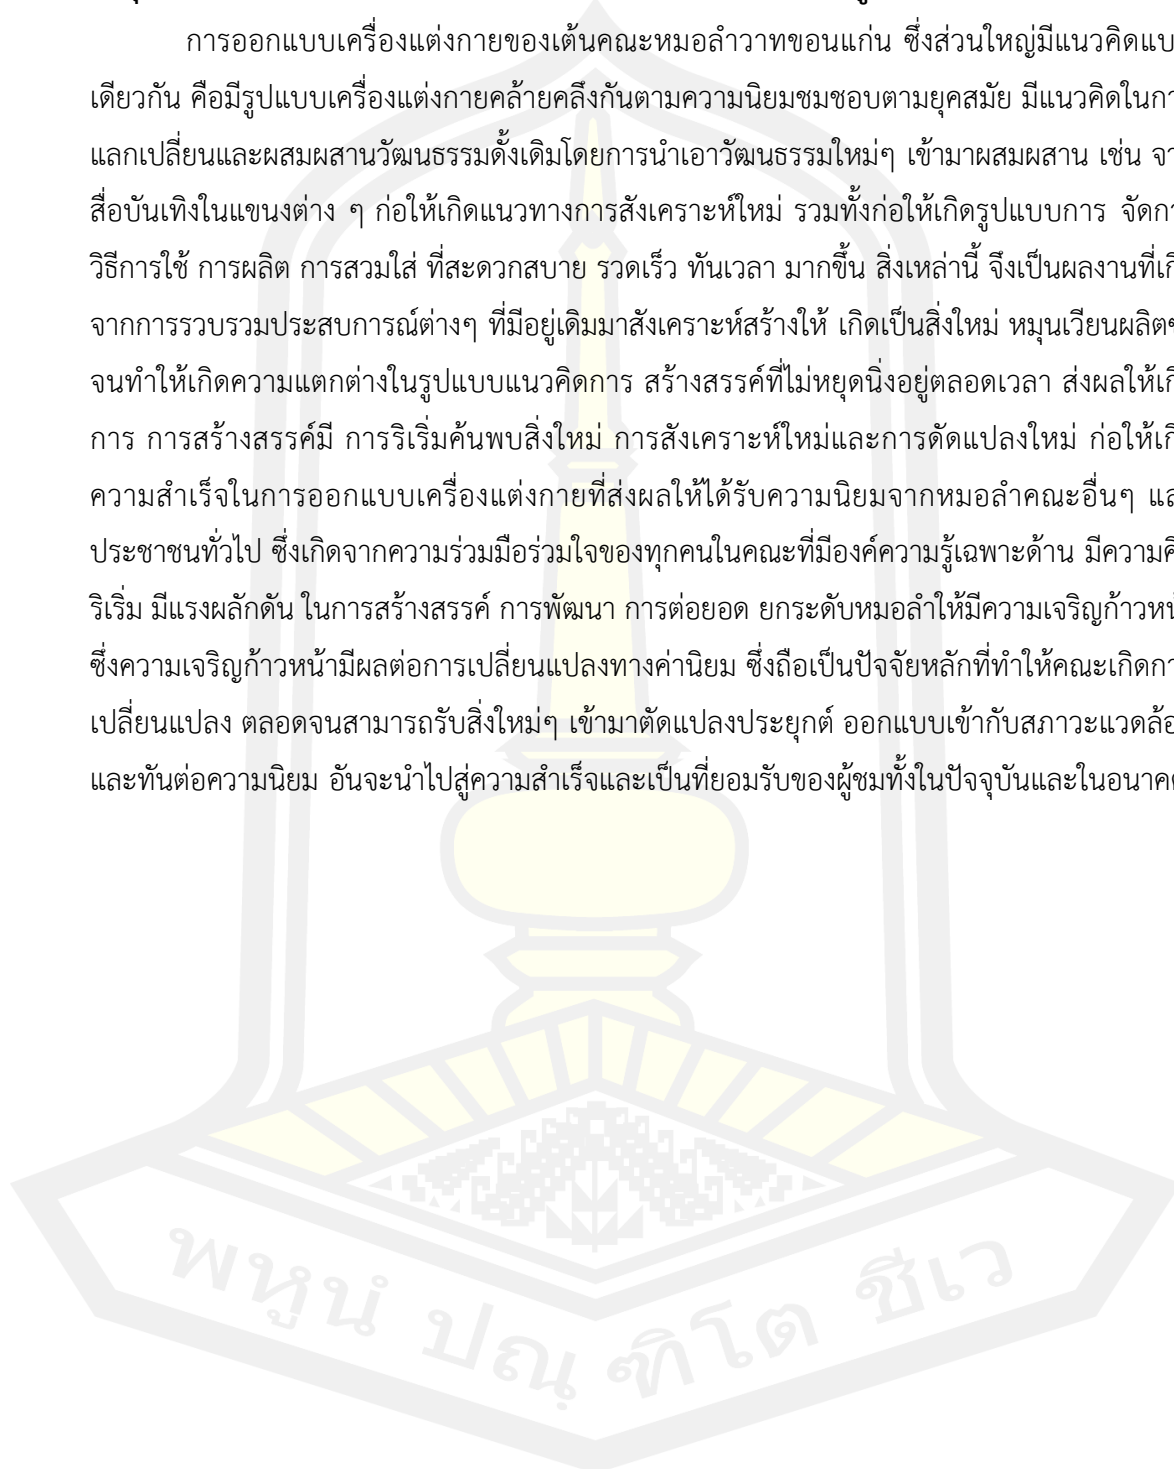 การออกแบบเครื่องแต่งกายของเต้นคณะหมอลำวาทขอนแก่น ซึ่งส่วนใหญ่มีแนวคิดแบ
เดียวกัน คือมีรูปแบบเครื่องแต่งกายคล้ายคลึงกันตามความนิยมชมชอบตามยุคสมัย มีแนวคิดในกา
แลกเปลี่ยนและผสมผสานวัฒนธรรมดั้งเดิมโดยการนำเอาวัฒนธรรมใหม่ๆ เข้ามาผสมผสาน เช่น จา
สื่อบันเทิงในแขนงต่าง ๆ ก่อให้เกิดแนวทางการสังเคราะห์ใหม่ รวมทั้งก่อให้เกิดรูปแบบการ จัดกา
วิธีการใช้ การผลิต การสวมใส่ ที่สะดวกสบาย รวดเร็ว ทันเวลา มากขึ้น สิ่งเหล่านี้ จึงเป็นผลงานที่เกิ
จากการรวบรวมประสบการณ์ต่างๆ ที่มีอยู่เดิมมาสังเคราะห์สร้างให้ เกิดเป็นสิ่งใหม่ หมุนเวียนผลิตซ
จนทำให้เกิดความแตกต่างในรูปแบบแนวคิดการ สร้างสรรค์ที่ไม่หยุดนิ่งอยู่ตลอดเวลา ส่งผลให้เกิ
การ การสร้างสรรค์มี การริเริ่มค้นพบสิ่งใหม่ การสังเคราะห์ใหม่และการดัดแปลงใหม่ ก่อให้เกิ
ความสำเร็จในการออกแบบเครื่องแต่งกายที่ส่งผลให้ได้รับความนิยมจากหมอลำคณะอื่นๆ แล
ประชาชนทั่วไป ซึ่งเกิดจากความร่วมมือร่วมใจของทุกคนในคณะที่มีองค์ความรู้เฉพาะด้าน มีความคิ
ริเริ่ม มีแรงผลักดัน ในการสร้างสรรค์ การพัฒนา การต่อยอด ยกระดับหมอลำให้มีความเจริญก้าวหน้
ซึ่งความเจริญก้าวหน้ามีผลต่อการเปลี่ยนแปลงทางค่านิยม ซึ่งถือเป็นปัจจัยหลักที่ทำให้คณะเกิดกา
เปลี่ยนแปลง ตลอดจนสามารถรับสิ่งใหม่ๆ เข้ามาตัดแปลงประยุกต์ ออกแบบเข้ากับสภาวะแวดล้อ
และทันต่อความนิยม อันจะนำไปสู่ความสำเร็จและเป็นที่ยอมรับของผู้ชมทั้งในปัจจุบันและในอนาคต
พหูนํ ปณฺฑิโต ชีเว